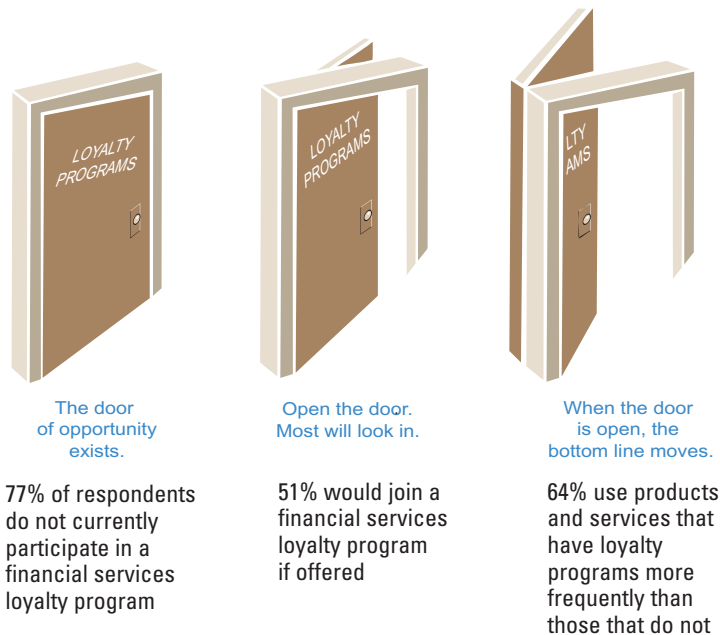 LOYALTY
PROGRAMS
The door
of opportunity
exists.
77% of respondents
do not currently
participate in a
financial services
loyalty program
LOYALTY
PROGRAMS
Open the door.
Most will look in.
51% would join a
financial services
loyalty program
if offered
LTY
AMS
When the door
is open, the
bottom line moves.
64% use products
and services that
have loyalty
programs more
frequently than
those that do not